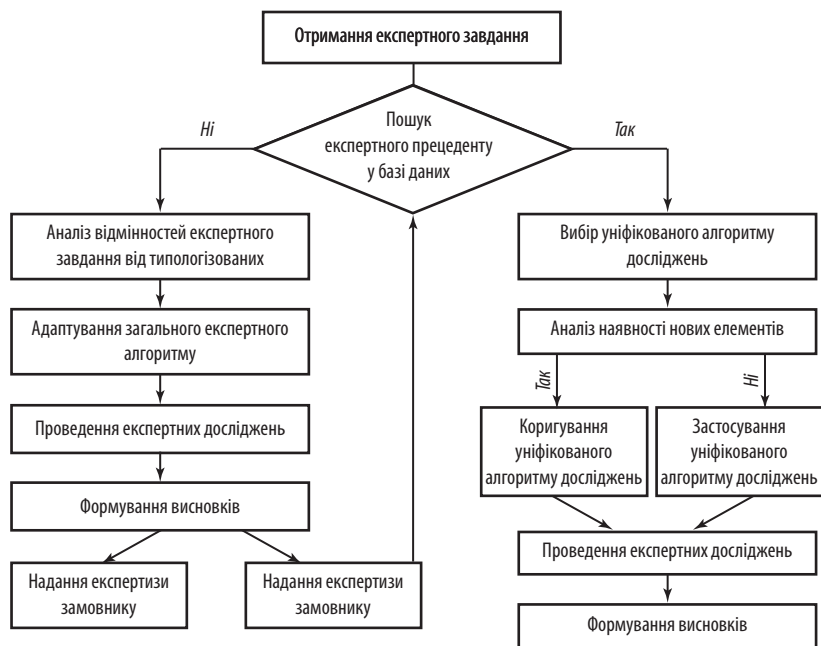 Отримання експертного завдання
Ні
Пошук
експертного прецеденту
у базі даних
Так
Аналіз відмінностей експертного
завдання від типологізованих
Адаптування загального експертного
алгоритму
Проведення експертних досліджень
Формування висновків
Надання експертизи
замовнику
Надання експертизи
замовнику
Вибір уніфікованого алгоритму
досліджень
Аналіз наявності нових елементів
Так
Ні
Коригування
уніфікованого
алгоритму досліджень
Застосування
уніфікованого
алгоритму досліджень
Проведення експертних досліджень
Формування висновків